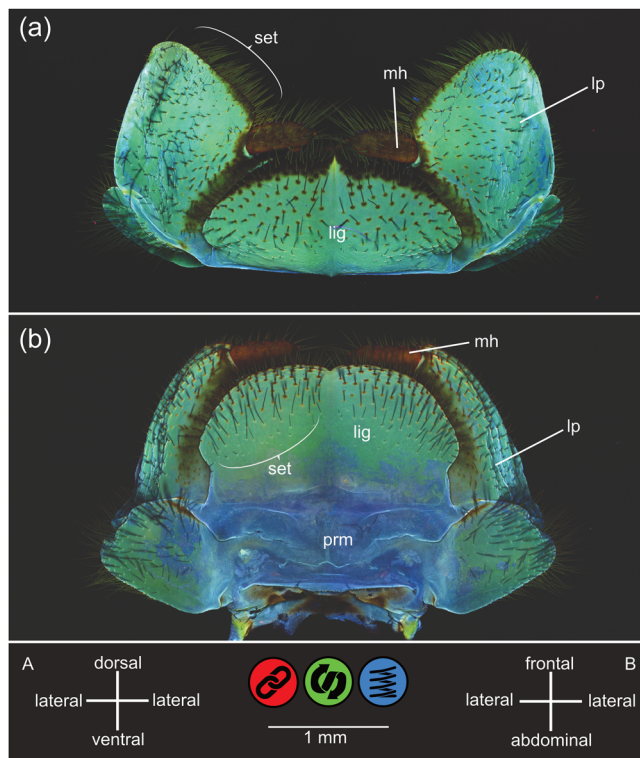 (a)
set
mh
lp
lig
(b)
mh
lig
lp
set
prm
A
dorsal
lateral lateral
ventral
1 mm
B
frontal
lateral lateral
abdominal